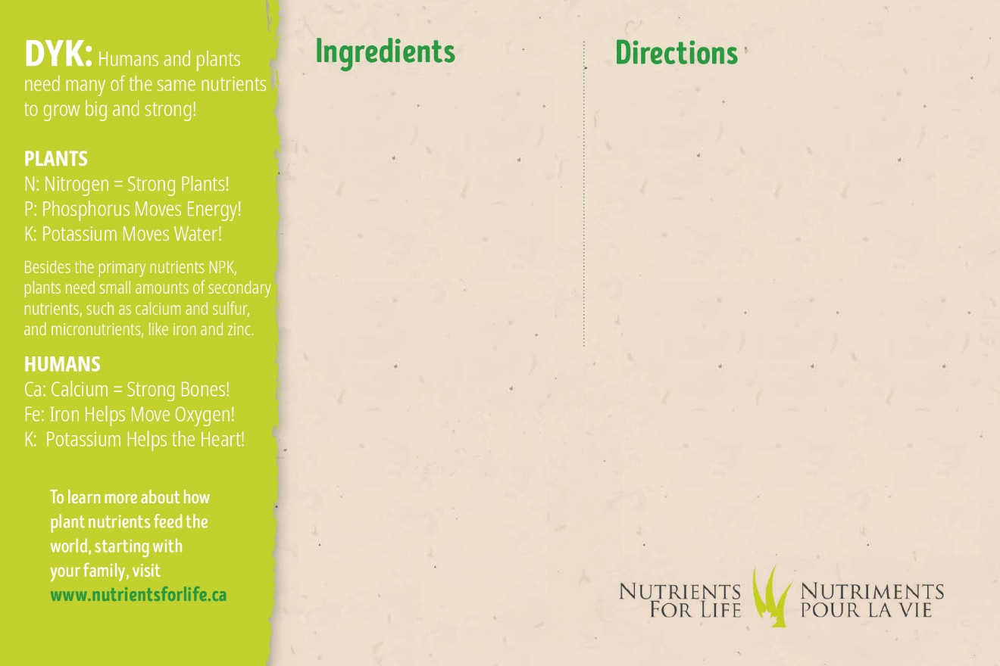 DYK: Humans and plants
need many of the same nutrients
to grow big and strong!
PLANTS
N: Nitrogen = Strong Plants!
P: Phosphorus Moves Energy!
K: Potassium Moves Water!
Besides the primary nutrients NPK,
plants need small amounts of secondary
nutrients, such as calcium and sulfur,
and micronutrients, like iron and zinc.
HUMANS
Ca: Calcium = Strong Bones!
Fe: Iron Helps Move Oxygen!
K: Potassium Helps the Heart!
To learn more about how
plant nutrients feed the
world, starting with
your family, visit
www.nutrientsforlife.ca
Ingredients
Directions
NUTRIENTS
FOR LIFE
NUTRIMENTS
POUR LA VIE